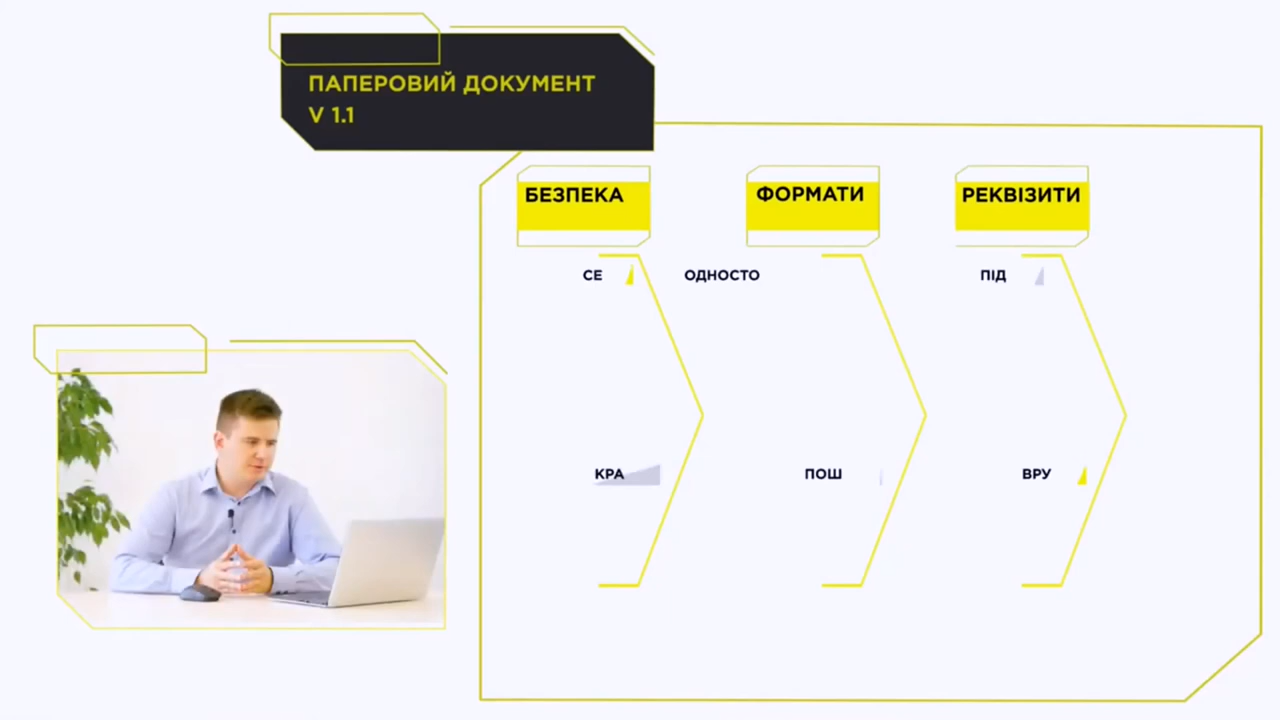 ПАПЕРОВИЙ ДОКУМЕНТ
V 1.1
БЕЗПЕКА
ФОРМАТИ
РЕКВІЗИТИ
СЕ
ОДНОСТО
ПІД
КРА
ПОШ
ВРУ